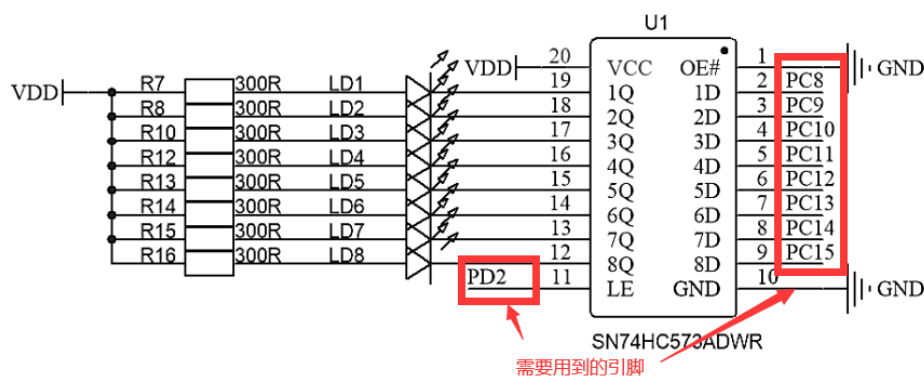 U1
VDD 20 VCC OE# 1 GND
VDD R7 300R LD1 19 1Q 1D 2 PC8
R8 300R LD2 18 2Q 2D 3 PC9
R10 300R LD3 17 3Q 3D 4 PC10
R12 300R LD4 16 4Q 4D 5 PC11
R13 300R LD5 15 5Q 5D 6 PC12
R14 300R LD6 14 6Q 6D 7 PC13
R15 300R LD7 13 7Q 7D 8 PC14
R16 300R LD8 12 8Q 8D 9 PC15
PD2 11 LE GND 10 GND
SN74HC573ADWR
需要用到的引脚